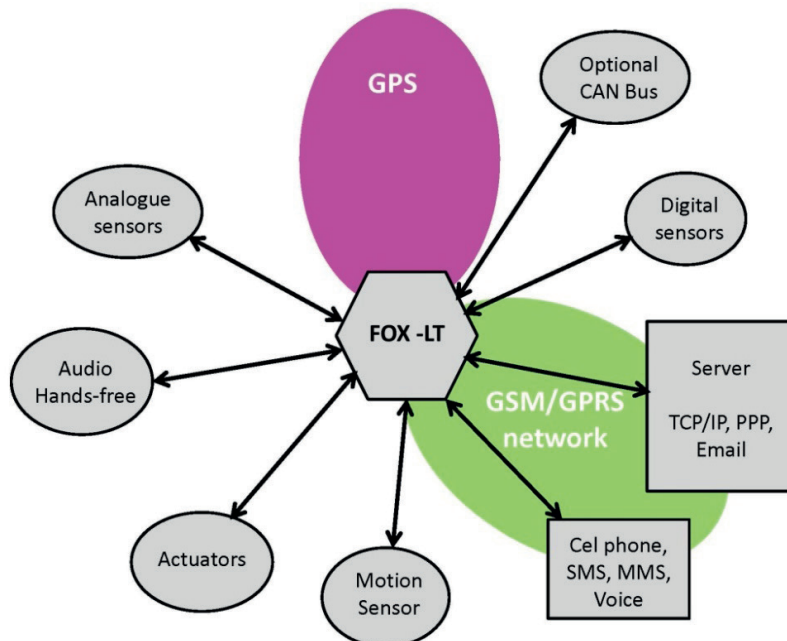 GPS
Optional
CAN Bus
Analogue
sensors
Digital
sensors
FOX -LT
Audio
Hands-free
GSM/GPRS
network
Server
TCP/IP, PPP,
Email
Actuators
Motion
Sensor
Cel phone,
SMS, MMS,
Voice